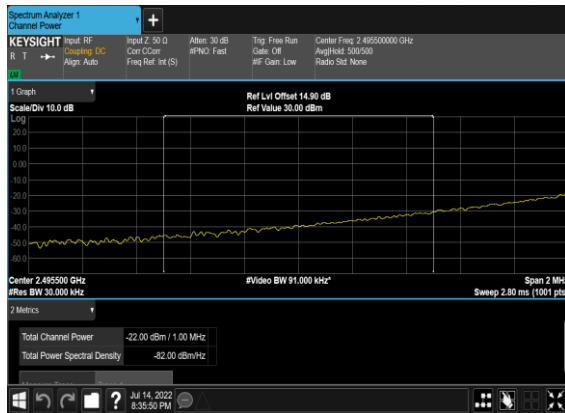 Spectrum Analyzer 1
Channel Power
KEYSIGHT Input: RF Input Z: 50 Ω Atten: 30 dB Trig: Free Run Center Freq: 2.495500000 GHz
R T Coupling: DC Corr CCorr #PNO: Fast Gate: Off Avg|Hold: 500/500
Align: Auto Freq Ref: Int (S) #IF Gain: Low Radio Std: None
1 Graph
Ref Lvl Offset 14.90 dB
Scale/Div 10.0 dB Ref Value 30.00 dBm
Log
20.0
10.0
0.00
-10.0
-20.0
-30.0
-40.0
-50.0
-60.0
Center 2.495500 GHz #Video BW 91.000 kHz* Span 2 MH
#Res BW 30.000 kHz Sweep 2.80 ms (1001 pts
2 Metrics
Total Channel Power -22.00 dBm / 1.00 MHz
Total Power Spectral Density -82.00 dBm/Hz
Jul 14, 2022
8:35:50 PM